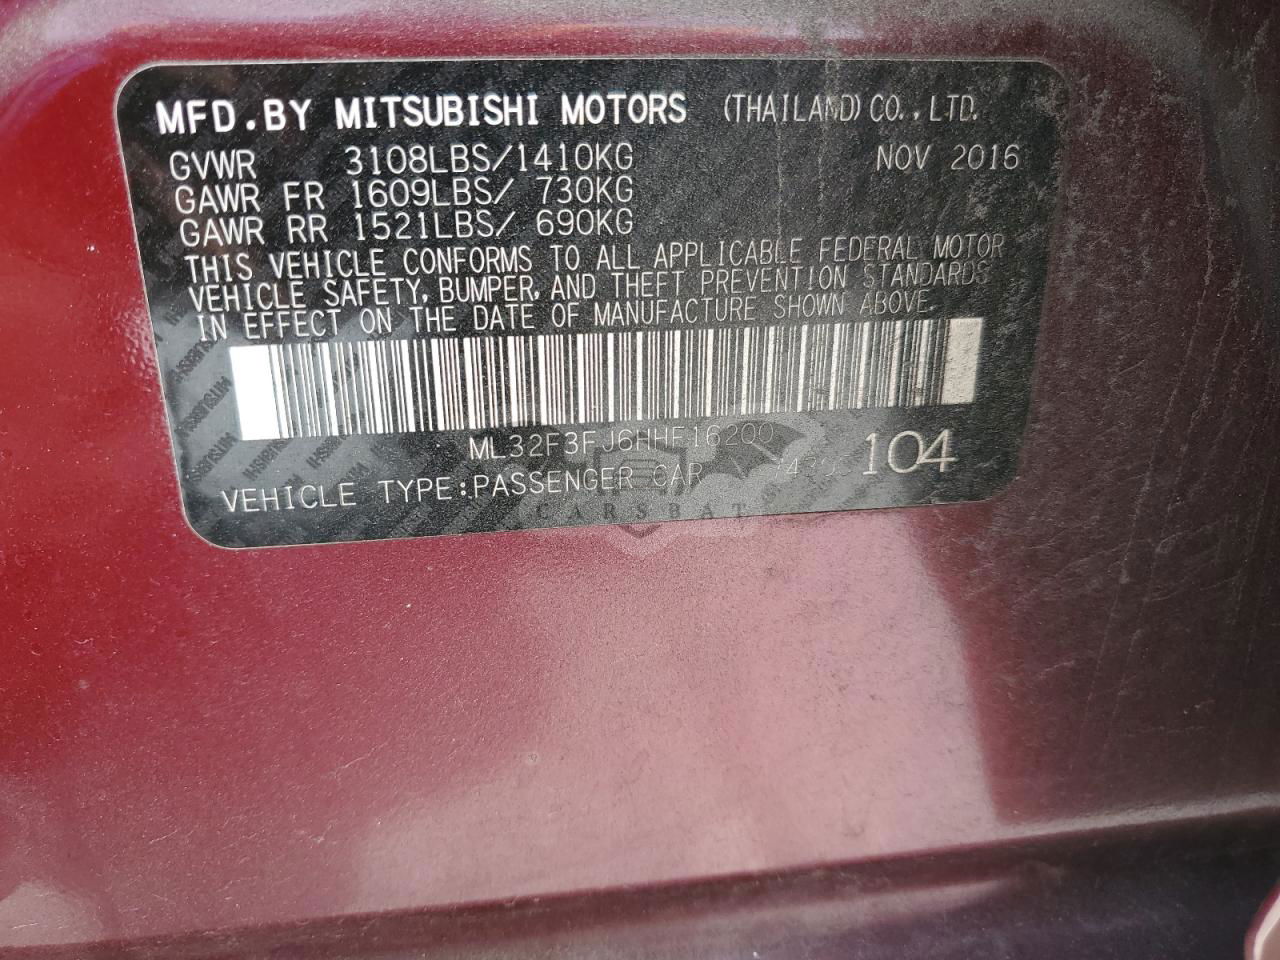 MFD.BY MITSUBISHI MOTORS (THAILAND) CO.,LTD.
GVWR 3108LBS/1410KG NOV 2016
GAWR FR 1609LBS/ 730KG
GAWR RR 1521LBS/ 690KG
THIS VEHICLE CONFORMS TO ALL APPLICABLE FEDERAL MOTOR
VEHICLE SAFETY, BUMPER, AND THEFT PREVENTION STANDARDS
IN EFFECT ON THE DATE OF MANUFACTURE SHOWN ABOVE.
ML32F3FJ6HHF16200
104
VEHICLE TYPE:PASSENGER CAR
CARSBAT